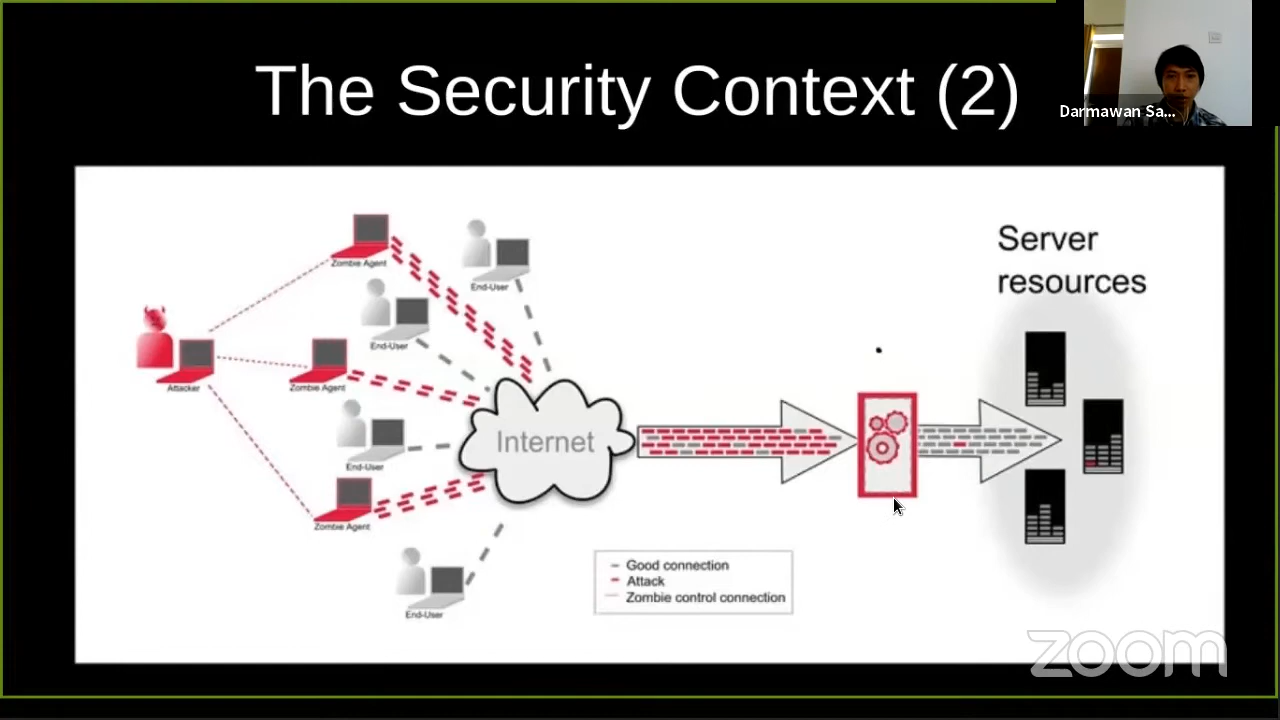 The Security Context (2)
Darmawan Sa...
Server
resources
Zombie Agent
End-User
End-User
Attacker
Zombie Agent
End-User
Internet
Zombie Agent
End-User
Good connection
Attack
Zombie control connection
zoom